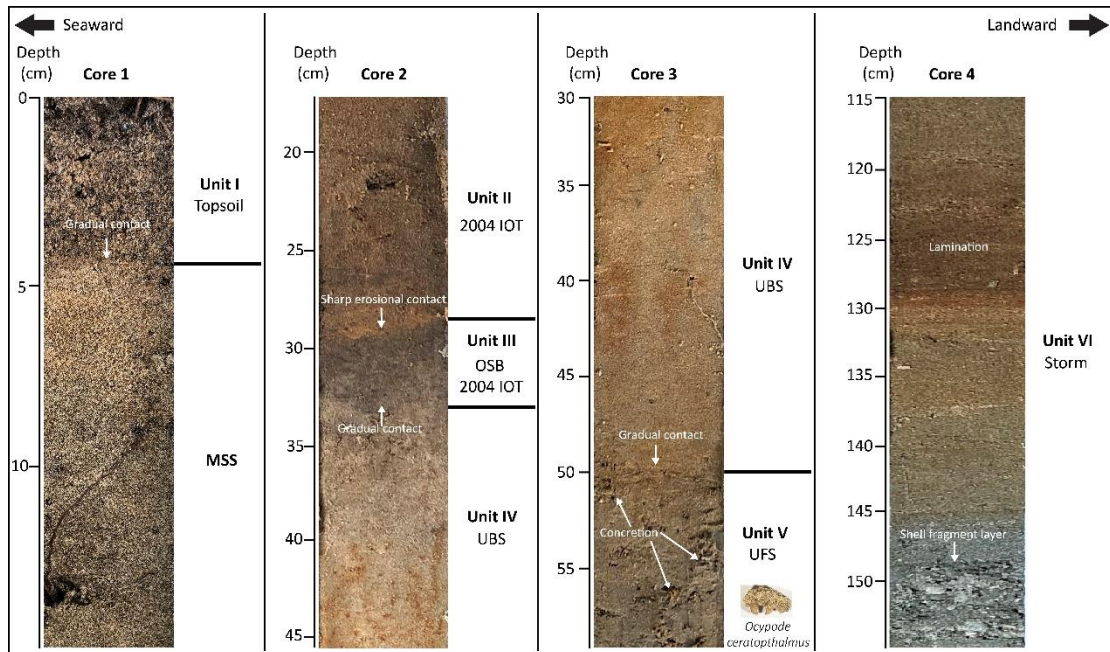 Seaward
Landward
Depth
(cm)
Core 1
0
5
10
Gradual contact
Unit I
Topsoil
MSS
Depth
(cm)
Core 2
20
25
30
35
40
45
Sharp erosional contact
Gradual contact
Unit II
2004 IOT
Unit III
OSB
2004 IOT
Unit IV
UBS
Depth
(cm)
Core 3
30
35
40
45
50
55
Gradual contact
Concretion
Unit IV
UBS
Unit V
UFS
Ocypode
ceratopthalmus
Depth
(cm)
Core 4
115
120
125
130
135
140
145
150
Lamination
Shell fragment layer
Unit VI
Storm